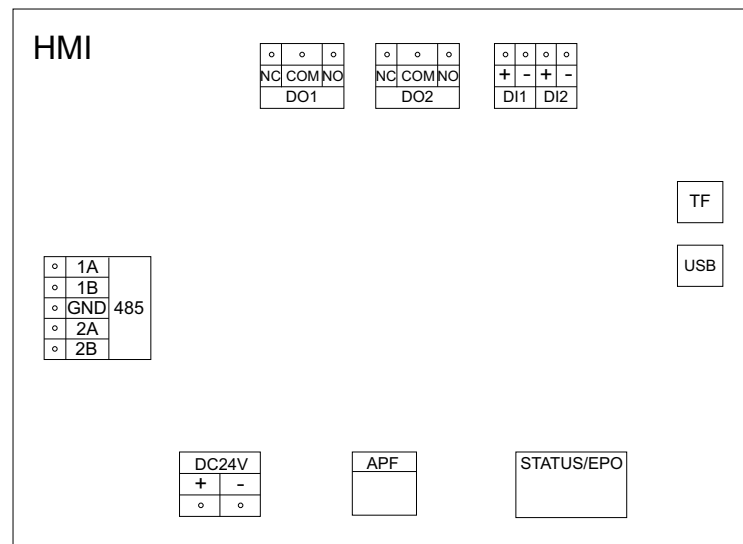 HMI
NC COM NO
DO1
NC COM NO
DO2
+ - + -
DI1 DI2
TF
USB
1A
1B
GND
2A
2B
485
DC24V
+ -
APF
STATUS/EPO